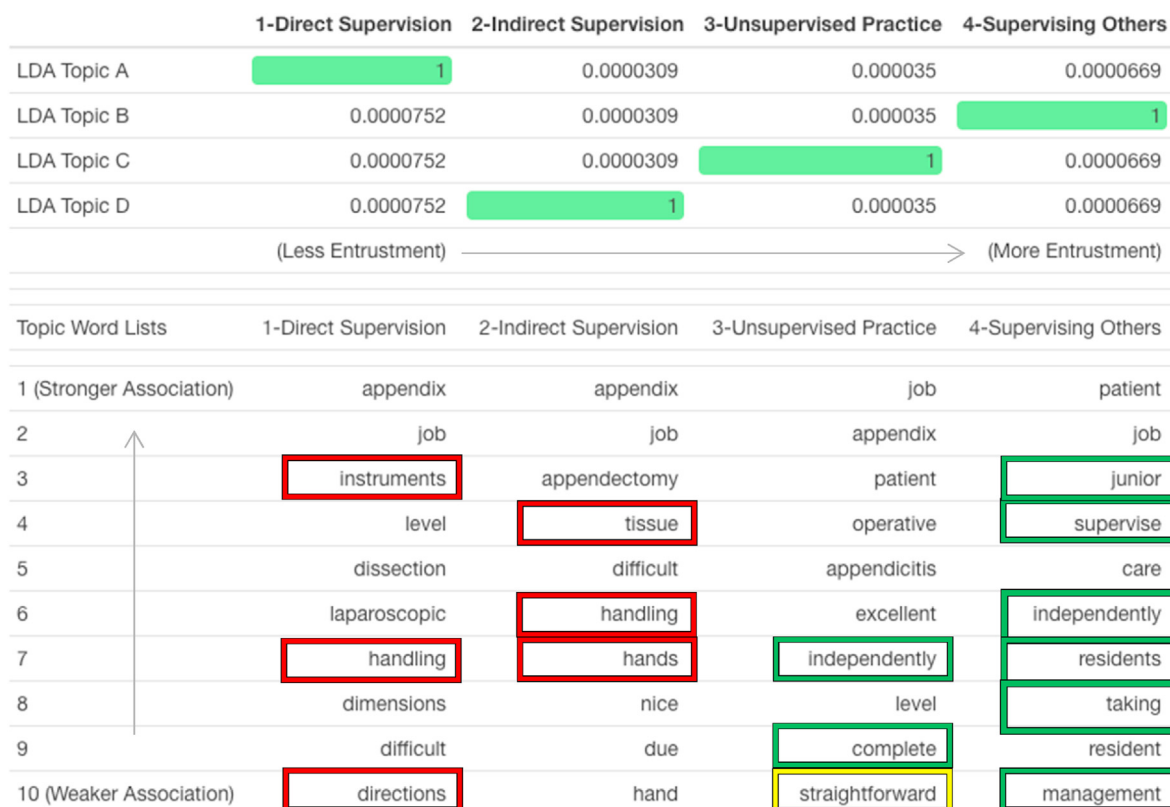 1-Direct Supervision 2-Indirect Supervision 3-Unsupervised Practice 4-Supervising Others
LDA Topic A 1 0.0000309 0.000035 0.0000669
LDA Topic B 0.0000752 0.0000309 0.000035 1
LDA Topic C 0.0000752 0.0000309 1 0.0000669
LDA Topic D 0.0000752 1 0.000035 0.0000669
(Less Entrustment) (More Entrustment)
Topic Word Lists 1-Direct Supervision 2-Indirect Supervision 3-Unsupervised Practice 4-Supervising Others
1 (Stronger Association) appendix appendix job patient
2 job job appendix job
3 instruments appendectomy patient junior
4 level tissue operative supervise
5 dissection difficult appendicitis care
6 laparoscopic handling excellent independently
7 handling hands independently residents
8 dimensions nice level taking
9 difficult due complete resident
10 (Weaker Association) directions hand straightforward management